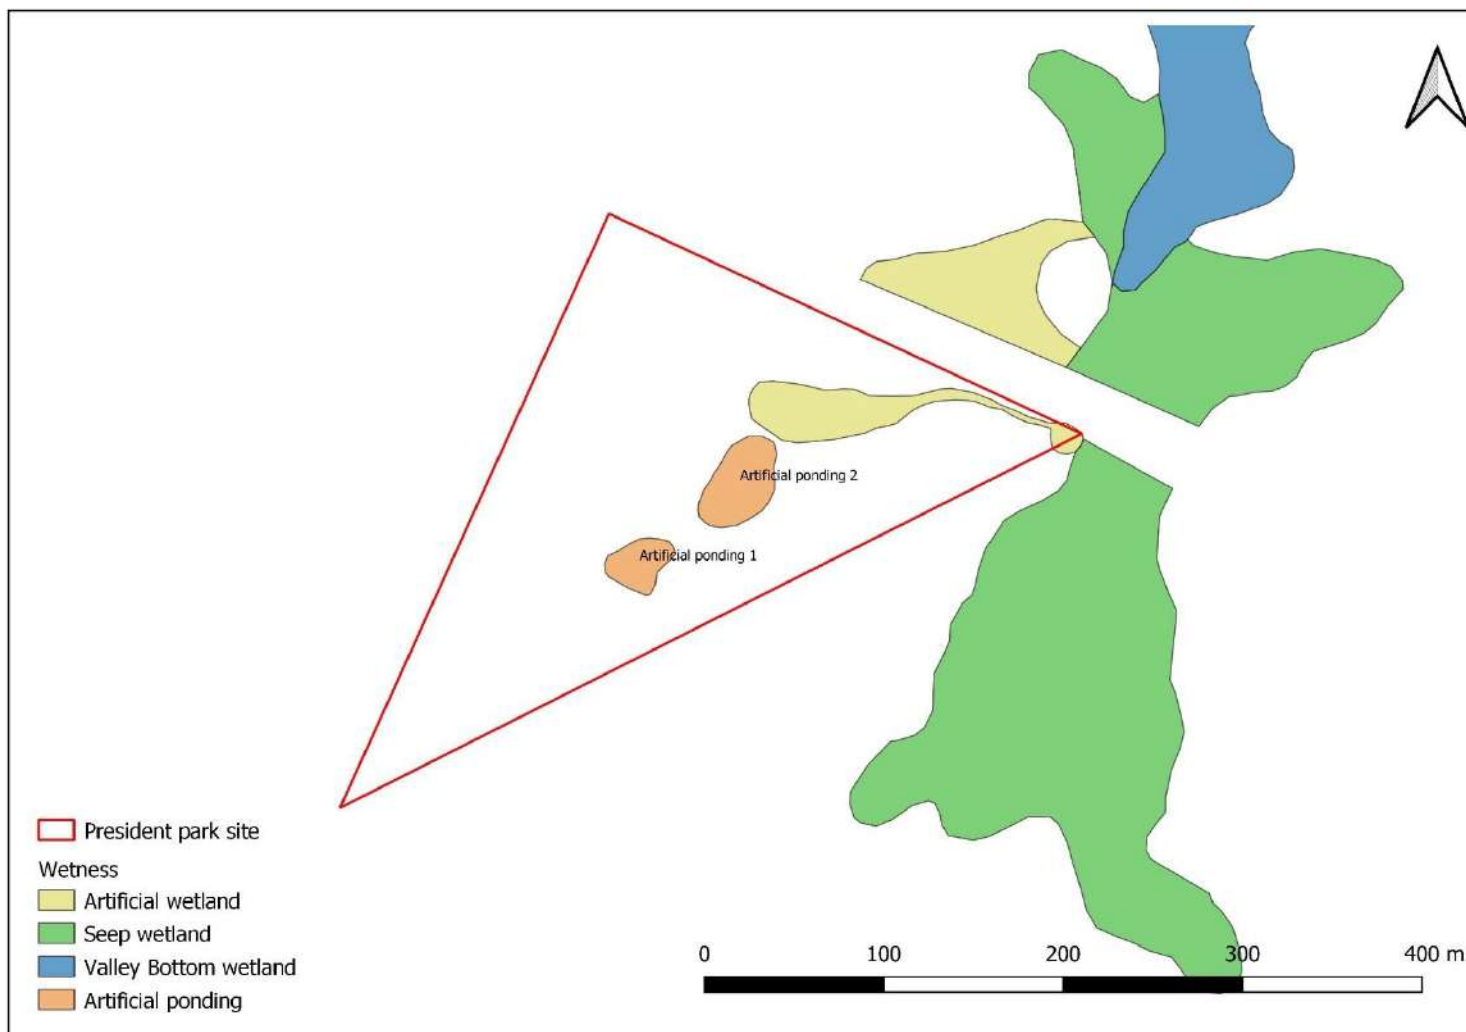 Artificial ponding 2
Artificial ponding 1
President park site
Wetness
Artificial wetland
Seep wetland
Valley Bottom wetland
Artificial ponding
0 100 200 300 400 m